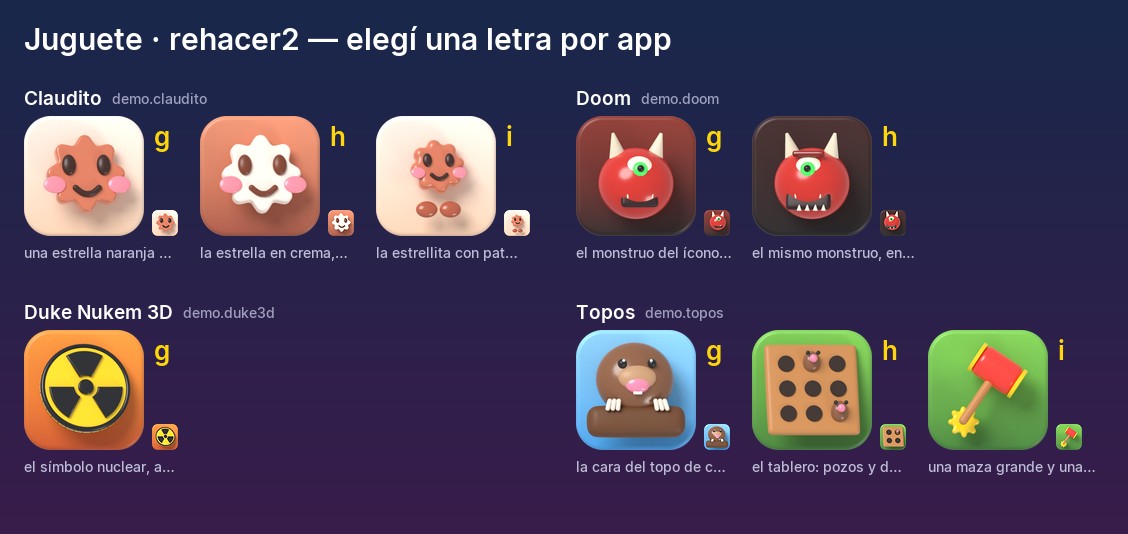 Juguete · rehacer2 — elegí una letra por app
Claudito demo.claudito
g
h
i
una estrella naranja ...
la estrella en crema,...
la estrellita con pat...
Doom demo.doom
g
h
el monstruo del ícono...
el mismo monstruo, en...
Duke Nukem 3D demo.duke3d
g
el símbolo nuclear, a...
Topos demo.topos
g
h
i
la cara del topo de c...
el tablero: pozos y d...
una maza grande y una...